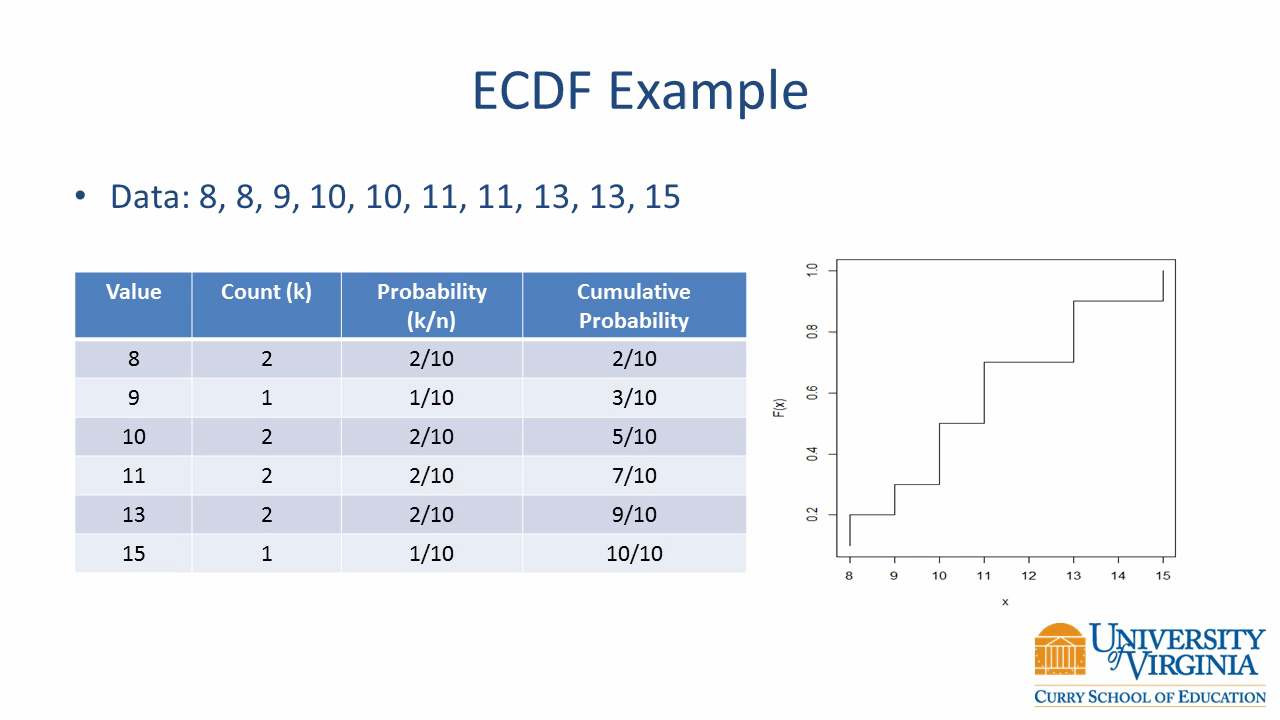 ECDF Example
• Data: 8, 8, 9, 10, 10, 11, 11, 13, 13, 15
Value Count (k) Probability (k/n) Cumulative Probability
8 2 2/10 2/10
9 1 1/10 3/10
10 2 2/10 5/10
11 2 2/10 7/10
13 2 2/10 9/10
15 1 1/10 10/10
1.0
0.8
0.6
0.4
0.2
F(x)
8 9 10 11 12 13 14 15
x
UNIVERSITY
of VIRGINIA
CURRY SCHOOL OF EDUCATION